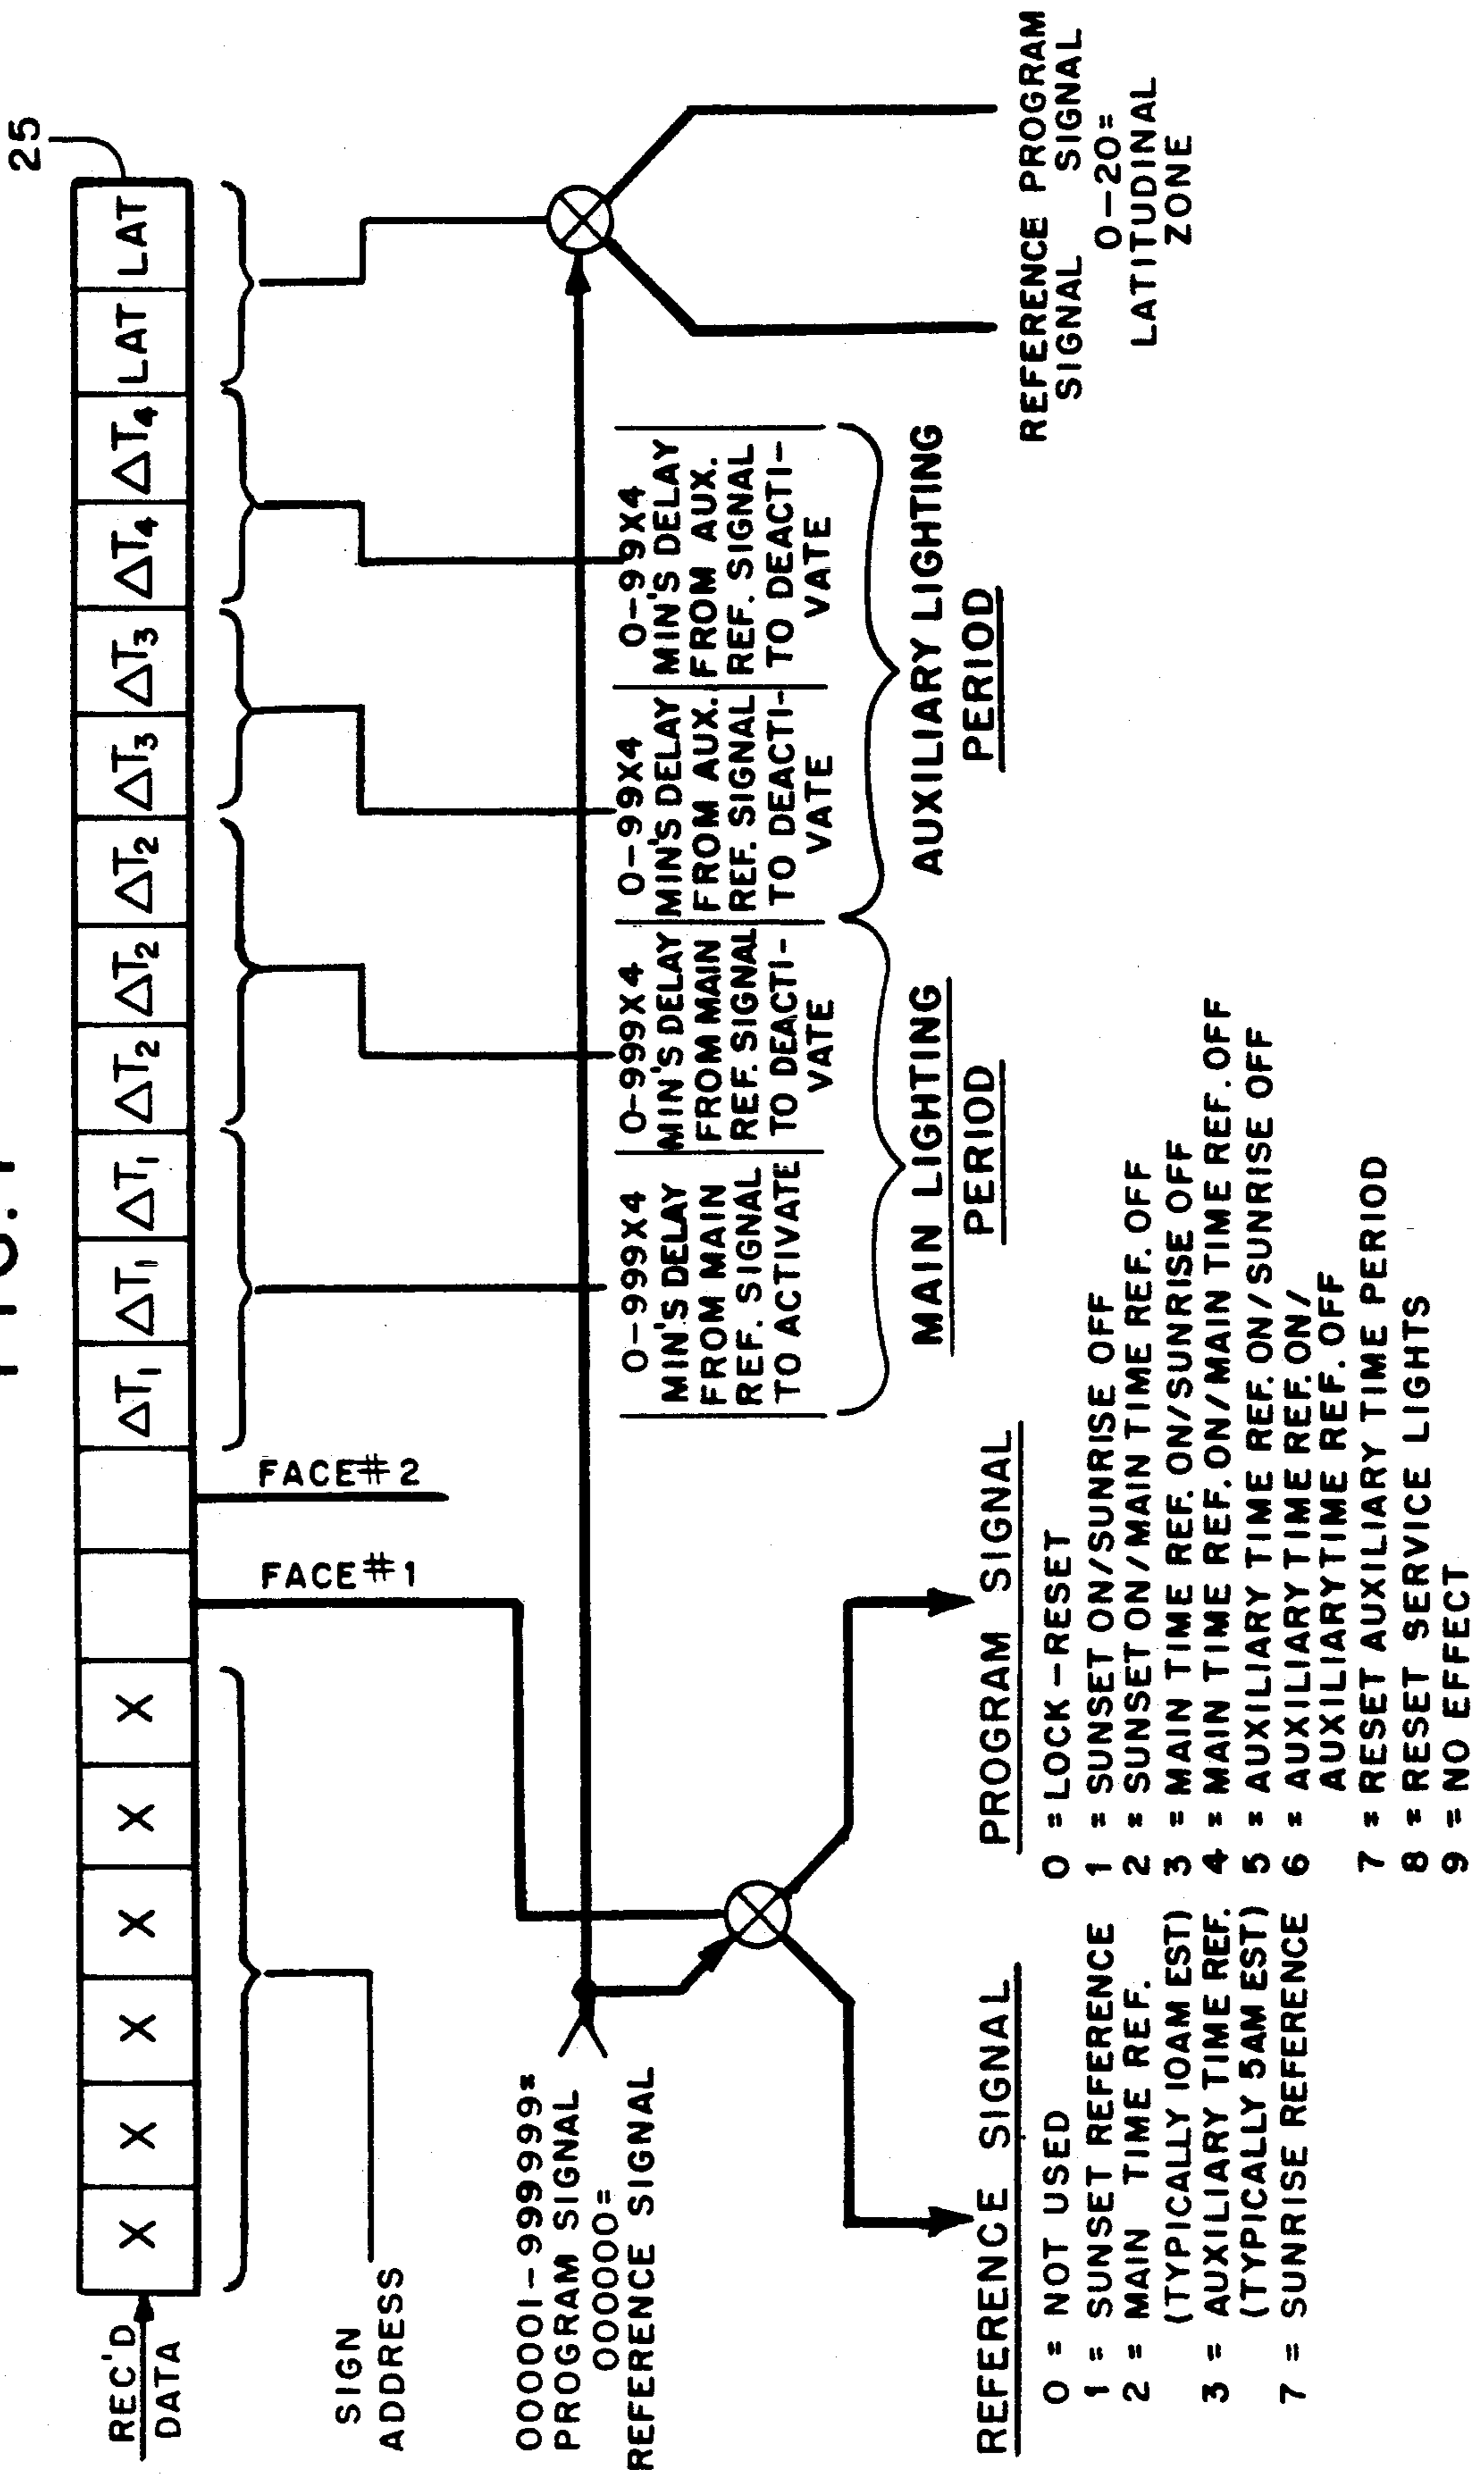 25
REC'D
DATA
X X X X X X ΔT1 ΔT1 ΔT1 ΔT2 ΔT2 ΔT2 ΔT3 ΔT3 ΔT4 ΔT4 LAT LAT
SIGN
ADDRESS
FACE#1
FACE#2
000001-999999=
PROGRAM SIGNAL
000000=
REFERENCE SIGNAL
0-999X4
MIN'S DELAY
FROM MAIN
REF. SIGNAL
TO ACTIVATE
0-999X4
MIN'S DELAY
FROM MAIN
REF. SIGNAL
TO DEACTI-
VATE
0-99X4
MIN'S DELAY
FROM AUX.
REF. SIGNAL
TO DEACTI-
VATE
0-99X4
MIN'S DELAY
FROM AUX.
REF. SIGNAL
TO DEACTI-
VATE
MAIN LIGHTING
PERIOD
AUXILIARY LIGHTING
PERIOD
REFERENCE
SIGNAL
PROGRAM
SIGNAL
0-20=
LATITUDINAL
ZONE
REFERENCE SIGNAL
0 = NOT USED
1 = SUNSET REFERENCE
2 = MAIN TIME REF.
(TYPICALLY 10AM EST)
3 = AUXILIARY TIME REF.
(TYPICALLY 5AM EST)
7 = SUNRISE REFERENCE
PROGRAM SIGNAL
0 = LOCK-RESET
1 = SUNSET ON/SUNRISE OFF
2 = SUNSET ON/MAIN TIME REF. OFF
3 = MAIN TIME REF. ON/SUNRISE OFF
4 = MAIN TIME REF. ON/MAIN TIME REF. OFF
5 = AUXILIARY TIME REF. ON/SUNRISE OFF
6 = AUXILIARY TIME REF. ON/
AUXILIARYTIME REF. OFF
7 = RESET AUXILIARY TIME PERIOD
8 = RESET SERVICE LIGHTS
9 = NO EFFECT